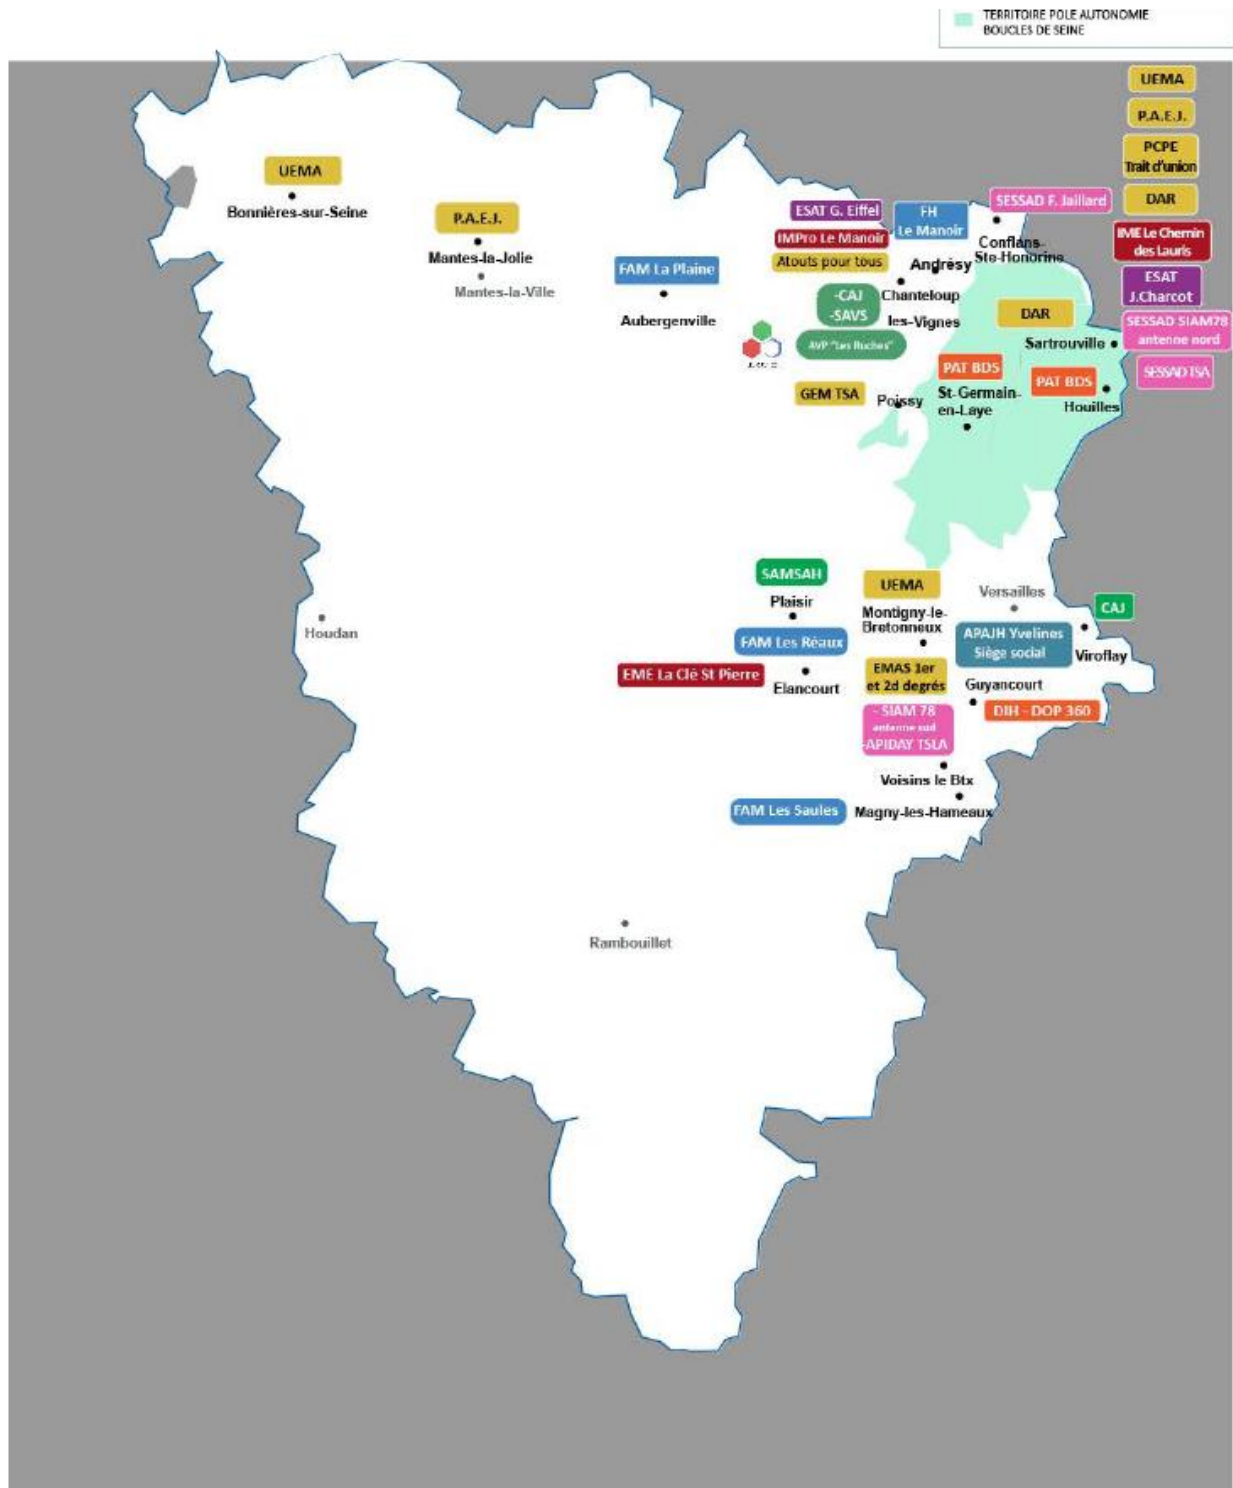 TERRITOIRE POLE AUTONOMIE
BOUCLES DE SEINE
UEMA
P.A.E.J.
PCPE
Trait d'union
DAR
IME Le Chemin
des Lauris
ESAT
J.Charcot
SESSAD SIAM78
antenne nord
SESSAD TSA
UEMA
Bonnières-sur-Seine
P.A.E.J.
Mantes-la-Jolie
Mantes-la-Ville
FAM La Plaine
Aubergenville
ESAT G. Eiffel
IMPro Le Manoir
Atouts pour tous
FH
Le Manoir
SESSAD F. Jaillard
Conflans-
Ste-Honorine
Andrésy
Chanteloup
les-Vignes
-CAJ
-SAVS
AVP "Les Ruches"
DAR
Sartrouville
PAT BDS
St-Germain-
en-Laye
PAT BDS
Houilles
GEM TSA
Poissy
SAMSAH
Plaisir
FAM Les Réaux
EME La Clé St Pierre
Elancourt
UEMA
Montigny-le-
Bretonneux
EMAS 1er
et 2d degrés
- SIAM 78
antenne sud
-APIDAY TSLA
Versailles
APAJH Yvelines
Siège social
CAJ
Viroflay
Guyancourt
DIH - DOP 360
Voisins le Btx
FAM Les Saules
Magny-les-Hameaux
Houdan
Rambouillet